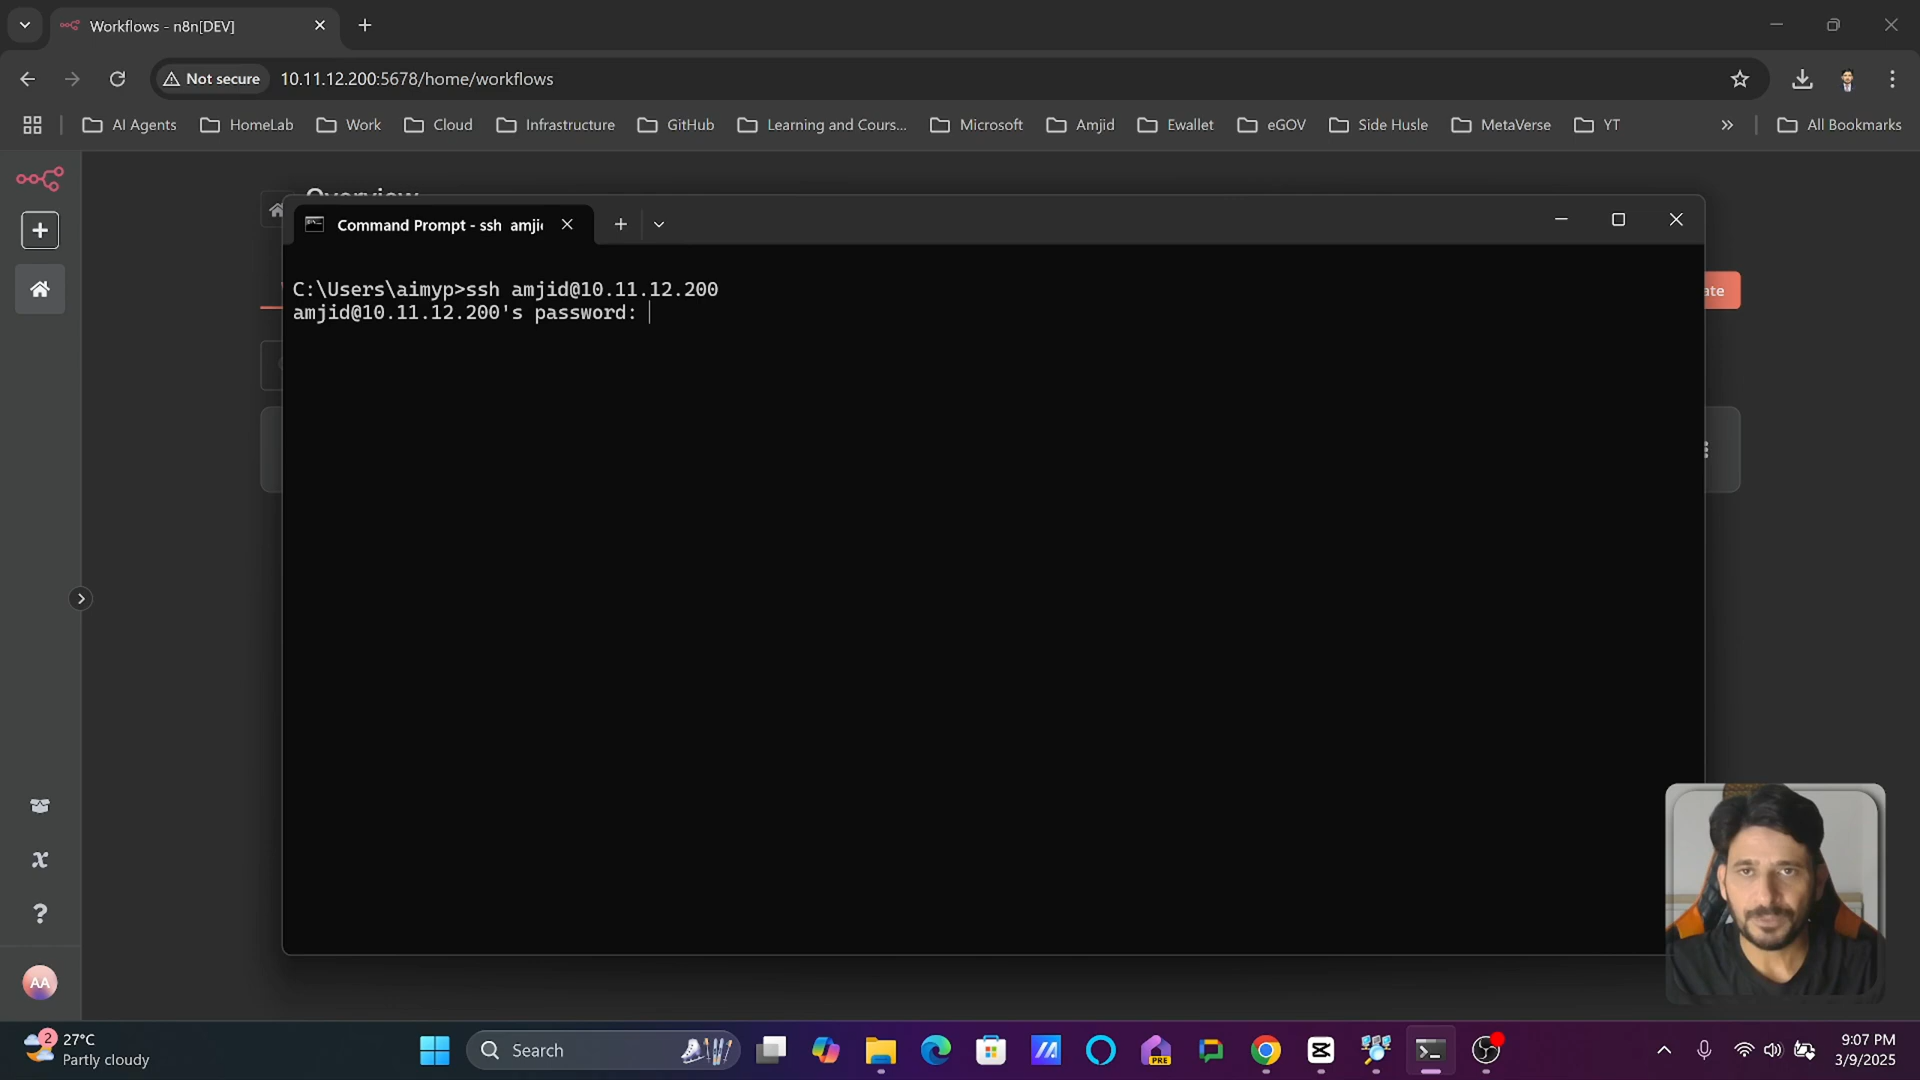 Workflows - n8n[DEV]
Not secure
10.11.12.200:5678/home/workflows
AI Agents
HomeLab
Work
Cloud
Infrastructure
GitHub
Learning and Cours...
Microsoft
Amjid
Ewallet
eGOV
Side Husle
MetaVerse
YT
All Bookmarks
Overview
Command Prompt - ssh amji
C:\Users\aimyp>ssh amjid@10.11.12.200
amjid@10.11.12.200's password:
ate
AA
2
27°C
Partly cloudy
Search
PRE
9:07 PM
3/9/2025